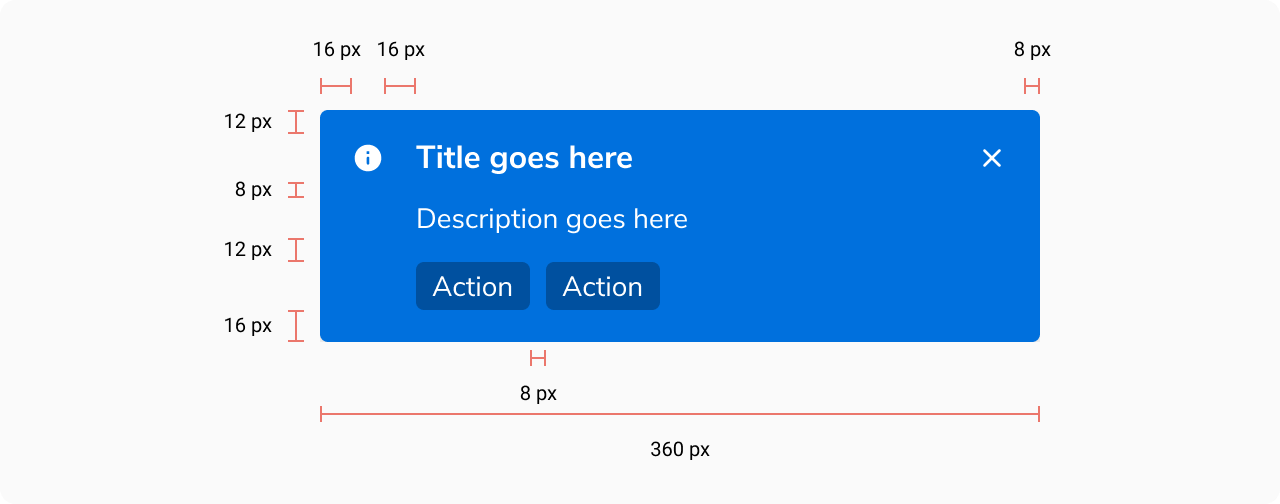 16 px 16 px 8 px
12 px
Title goes here
8 px
Description goes here
12 px
Action Action
16 px
8 px
360 px